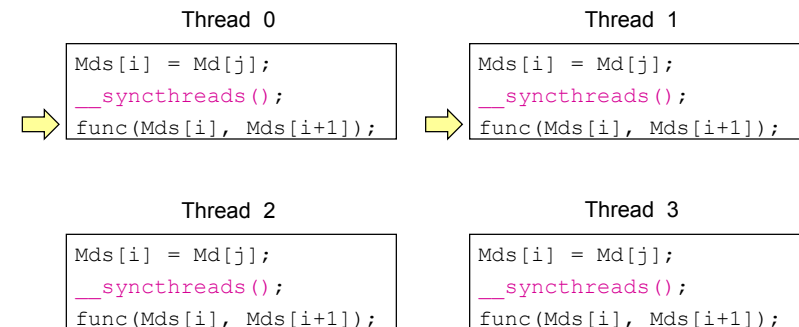 Thread 0
Mds[i] = Md[j];
__syncthreads();
func(Mds[i], Mds[i+1]);
Thread 1
Mds[i] = Md[j];
__syncthreads();
func(Mds[i], Mds[i+1]);
Thread 2
Mds[i] = Md[j];
__syncthreads();
func(Mds[i], Mds[i+1]);
Thread 3
Mds[i] = Md[j];
__syncthreads();
func(Mds[i], Mds[i+1]);